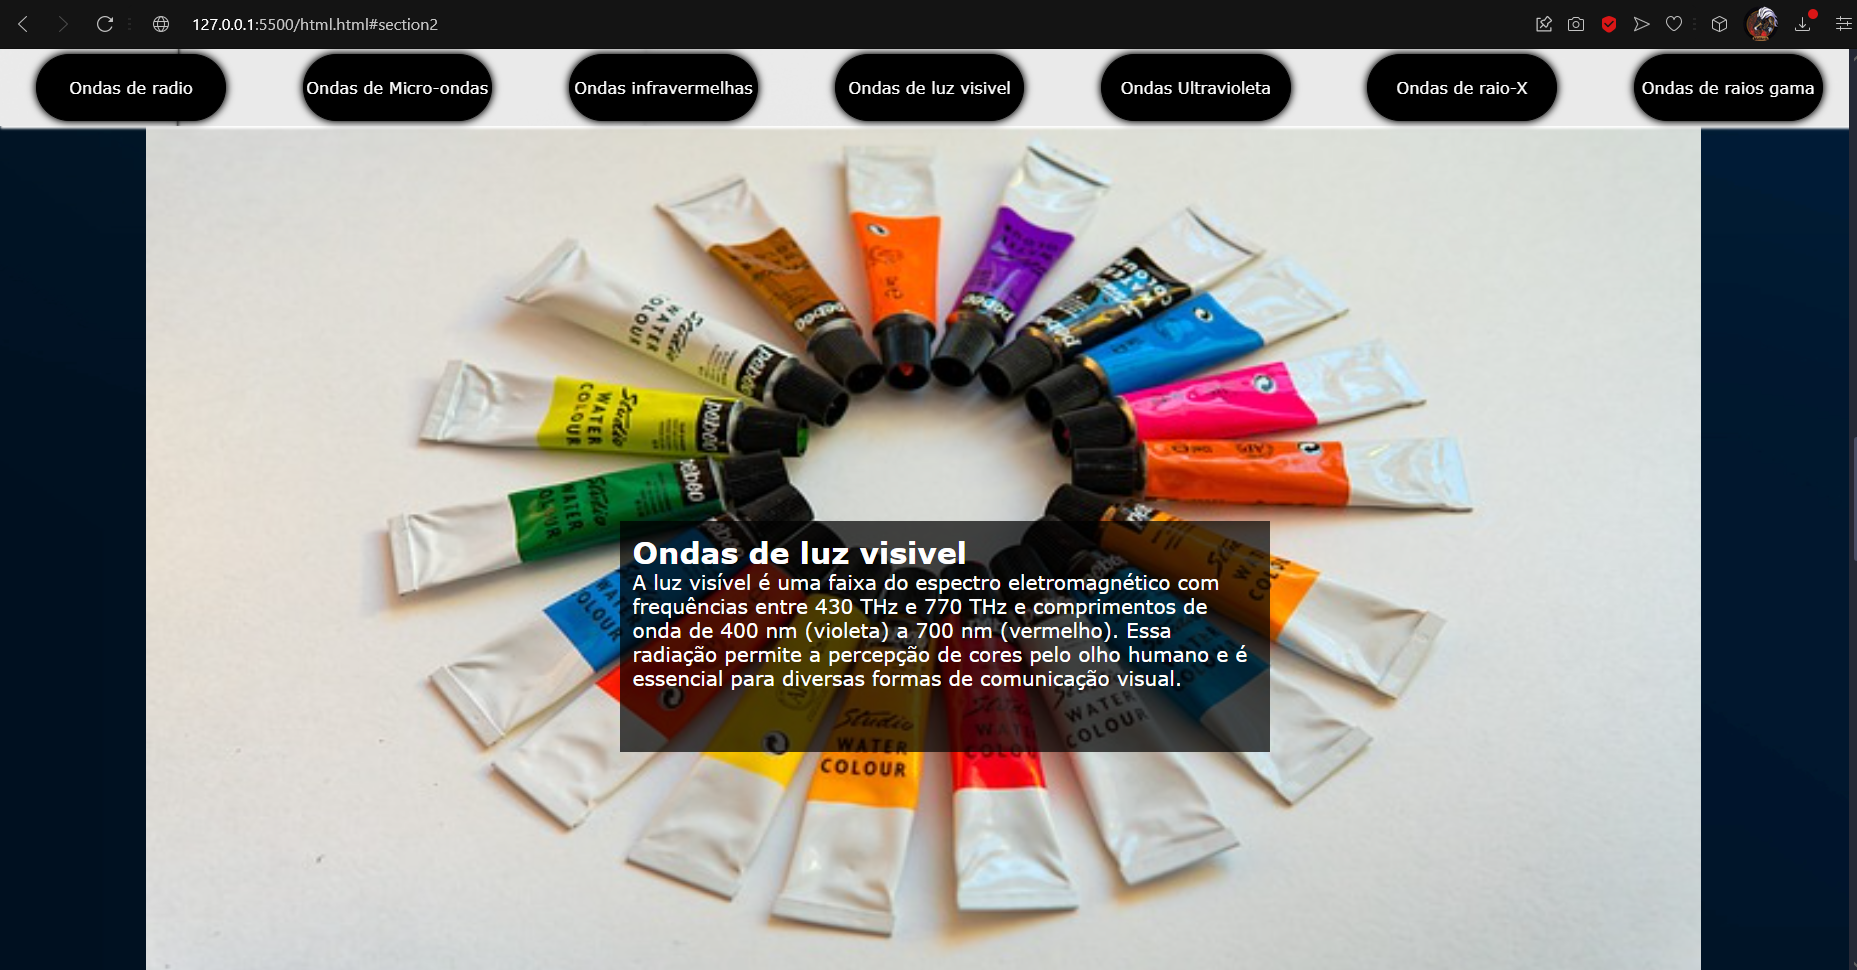 127.0.0.1:5500/html.html#section2
Ondas de radio
Ondas de Micro-ondas
Ondas infravermelhas
Ondas de luz visivel
Ondas Ultravioleta
Ondas de raio-X
Ondas de raios gama
Studio
WATER
COLOUR
pebeo
Studio
WATER
COLOUR
pebeo
Studio
WATER
COLOUR
pebeo
Ondas de luz visivel
A luz visível é uma faixa do espectro eletromagnético com
frequências entre 430 THz e 770 THz e comprimentos de
onda de 400 nm (violeta) a 700 nm (vermelho). Essa
radiação permite a percepção de cores pelo olho humano e é
essencial para diversas formas de comunicação visual.
Studio
WATER
COLOUR
Studio
WATER
COLOUR
WATER
COLOUR